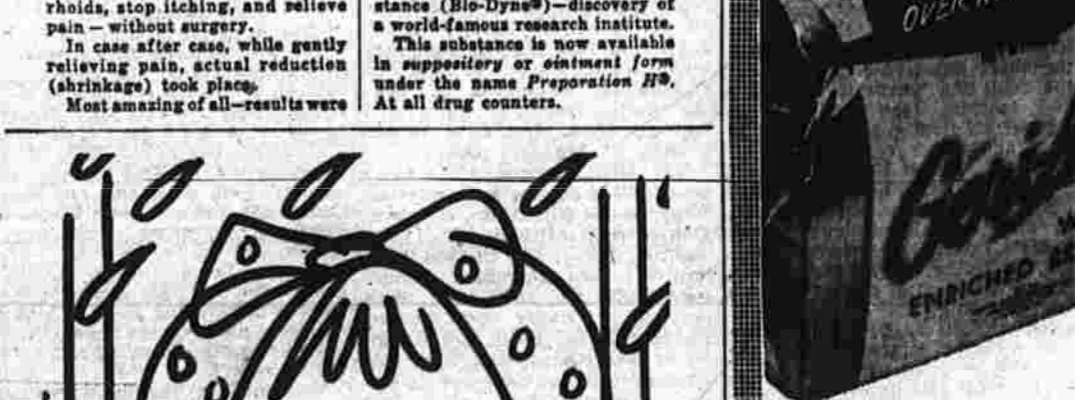 rhoids, stop itching, and relieve
pain — without surgery.
In case after case, while gently
relieving pain, actual reduction
(shrinkage) took place.
Most amazing of all—results were
stance (Bio-Dyne®)—discovery of
a world-famous research institute.
This substance is now available
in suppository or ointment form
under the name Preparation H®.
At all drug counters.
ENRICHED